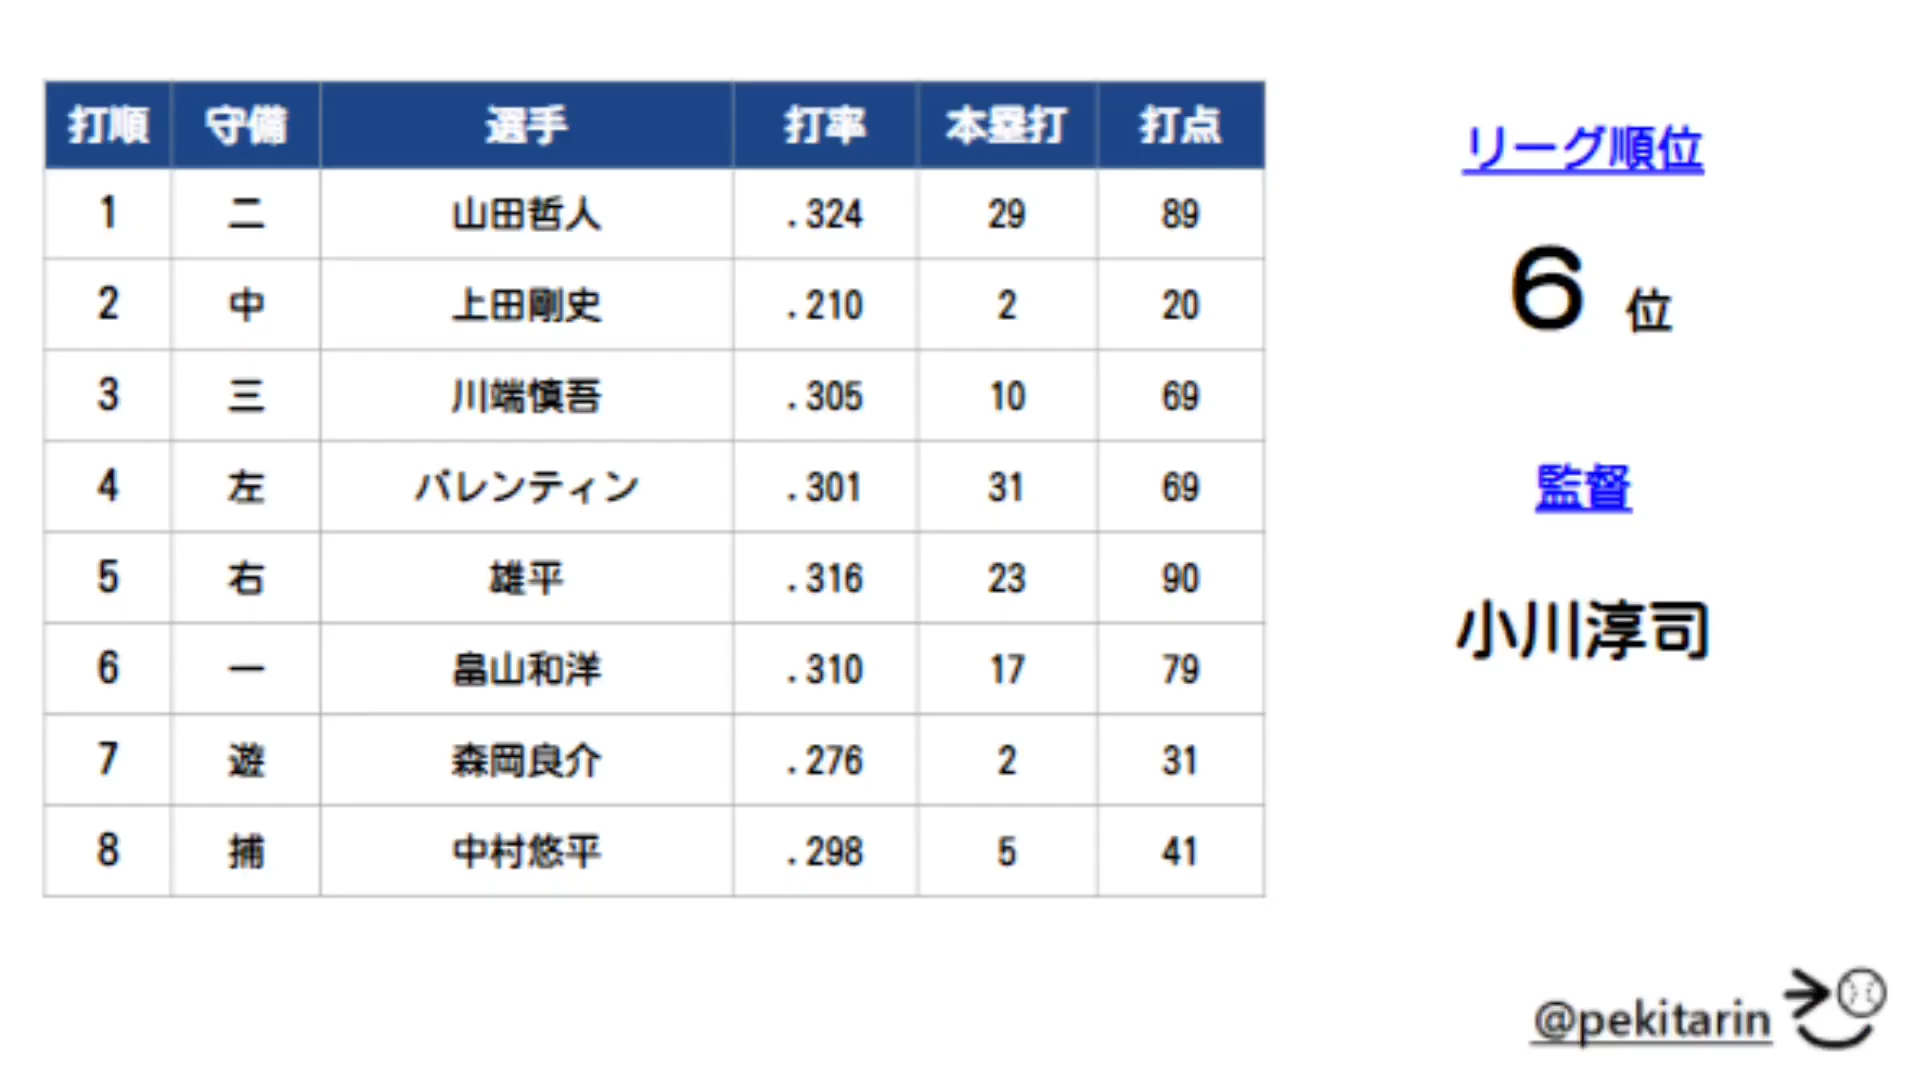 打順 守備 選手 打率 本塁打 打点
1 二 山田哲人 .324 29 89
2 中 上田剛史 .210 2 20
3 三 川端慎吾 .305 10 69
4 左 バレンティン .301 31 69
5 右 雄平 .316 23 90
6 一 畠山和洋 .310 17 79
7 遊 森岡良介 .276 2 31
8 捕 中村悠平 .298 5 41
リーグ順位
6 位
監督
小川淳司
@pekitarin